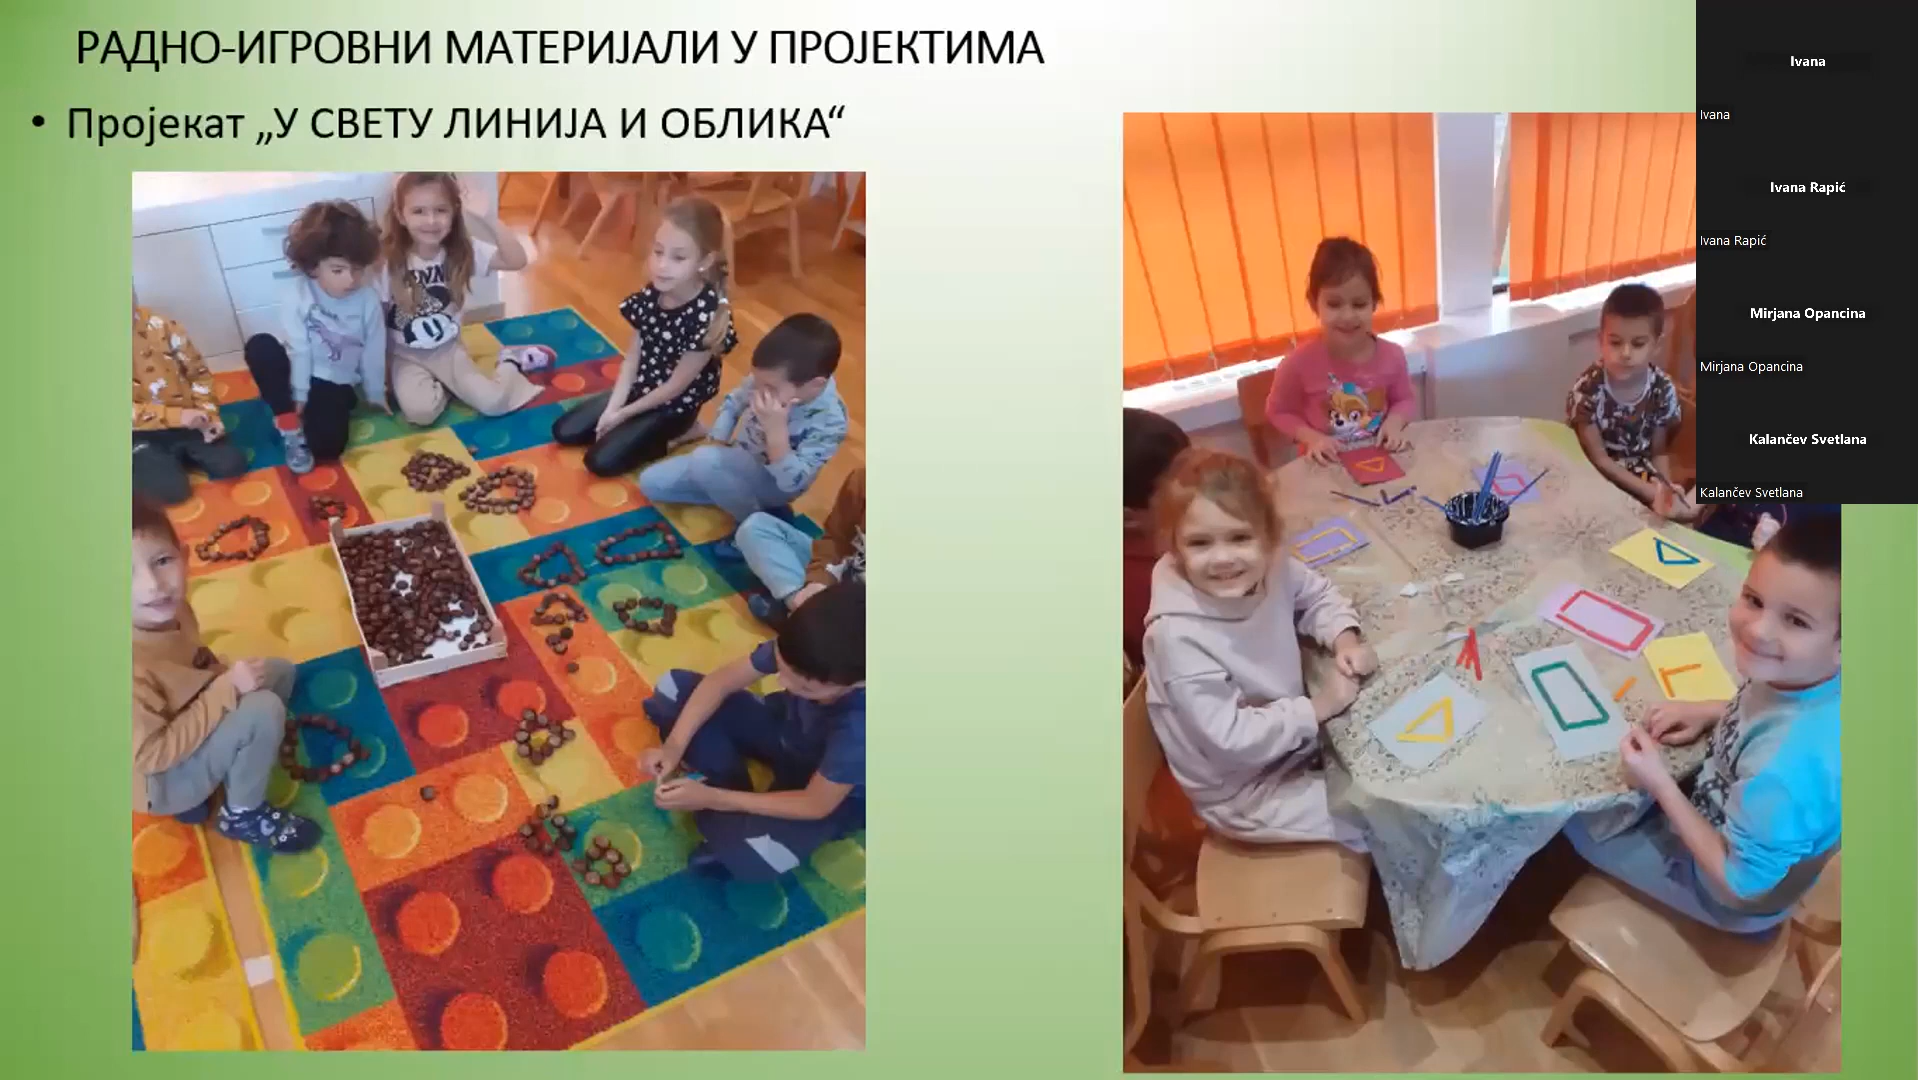 РАДНО-ИГРОВНИ МАТЕРИЈАЛИ У ПРОЈЕКТИМА
• Пројекат „У СВЕТУ ЛИНИЈА И ОБЛИКА“
Ivana
Ivana
Ivana Rapić
Ivana Rapić
Mirjana Opancina
Mirjana Opancina
Kalančev Svetlana
Kalančev Svetlana